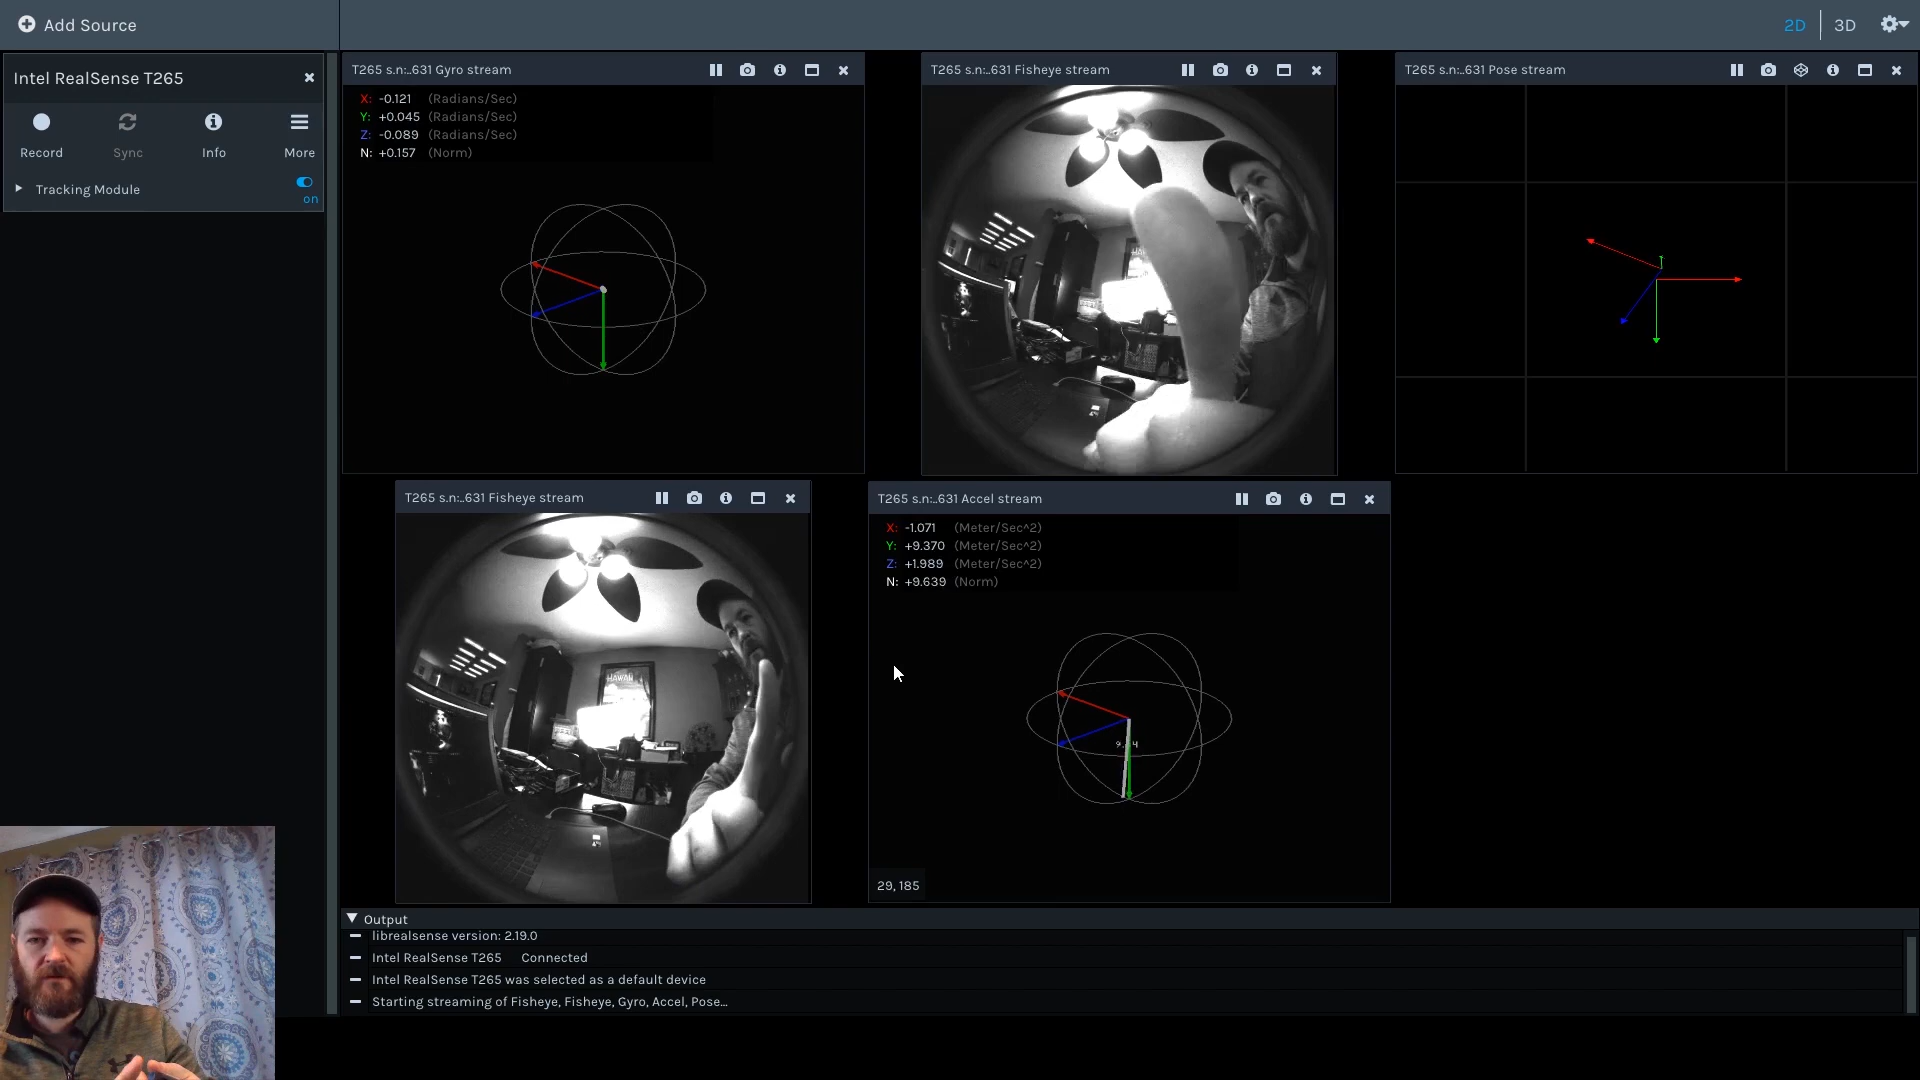 Add Source
2D
3D
Intel RealSense T265
Record
Sync
Info
More
Tracking Module
on
T265 s.n:..631 Gyro stream
X: -0.121 (Radians/Sec)
Y: +0.045 (Radians/Sec)
Z: -0.089 (Radians/Sec)
N: +0.157 (Norm)
T265 s.n:..631 Fisheye stream
T265 s.n:..631 Pose stream
T265 s.n:..631 Fisheye stream
HAWAII
T265 s.n:..631 Accel stream
X: -1.071 (Meter/Sec^2)
Y: +9.370 (Meter/Sec^2)
Z: +1.989 (Meter/Sec^2)
N: +9.639 (Norm)
29, 185
Output
librealsense version: 2.19.0
Intel RealSense T265 Connected
Intel RealSense T265 was selected as a default device
Starting streaming of Fisheye, Fisheye, Gyro, Accel, Pose...